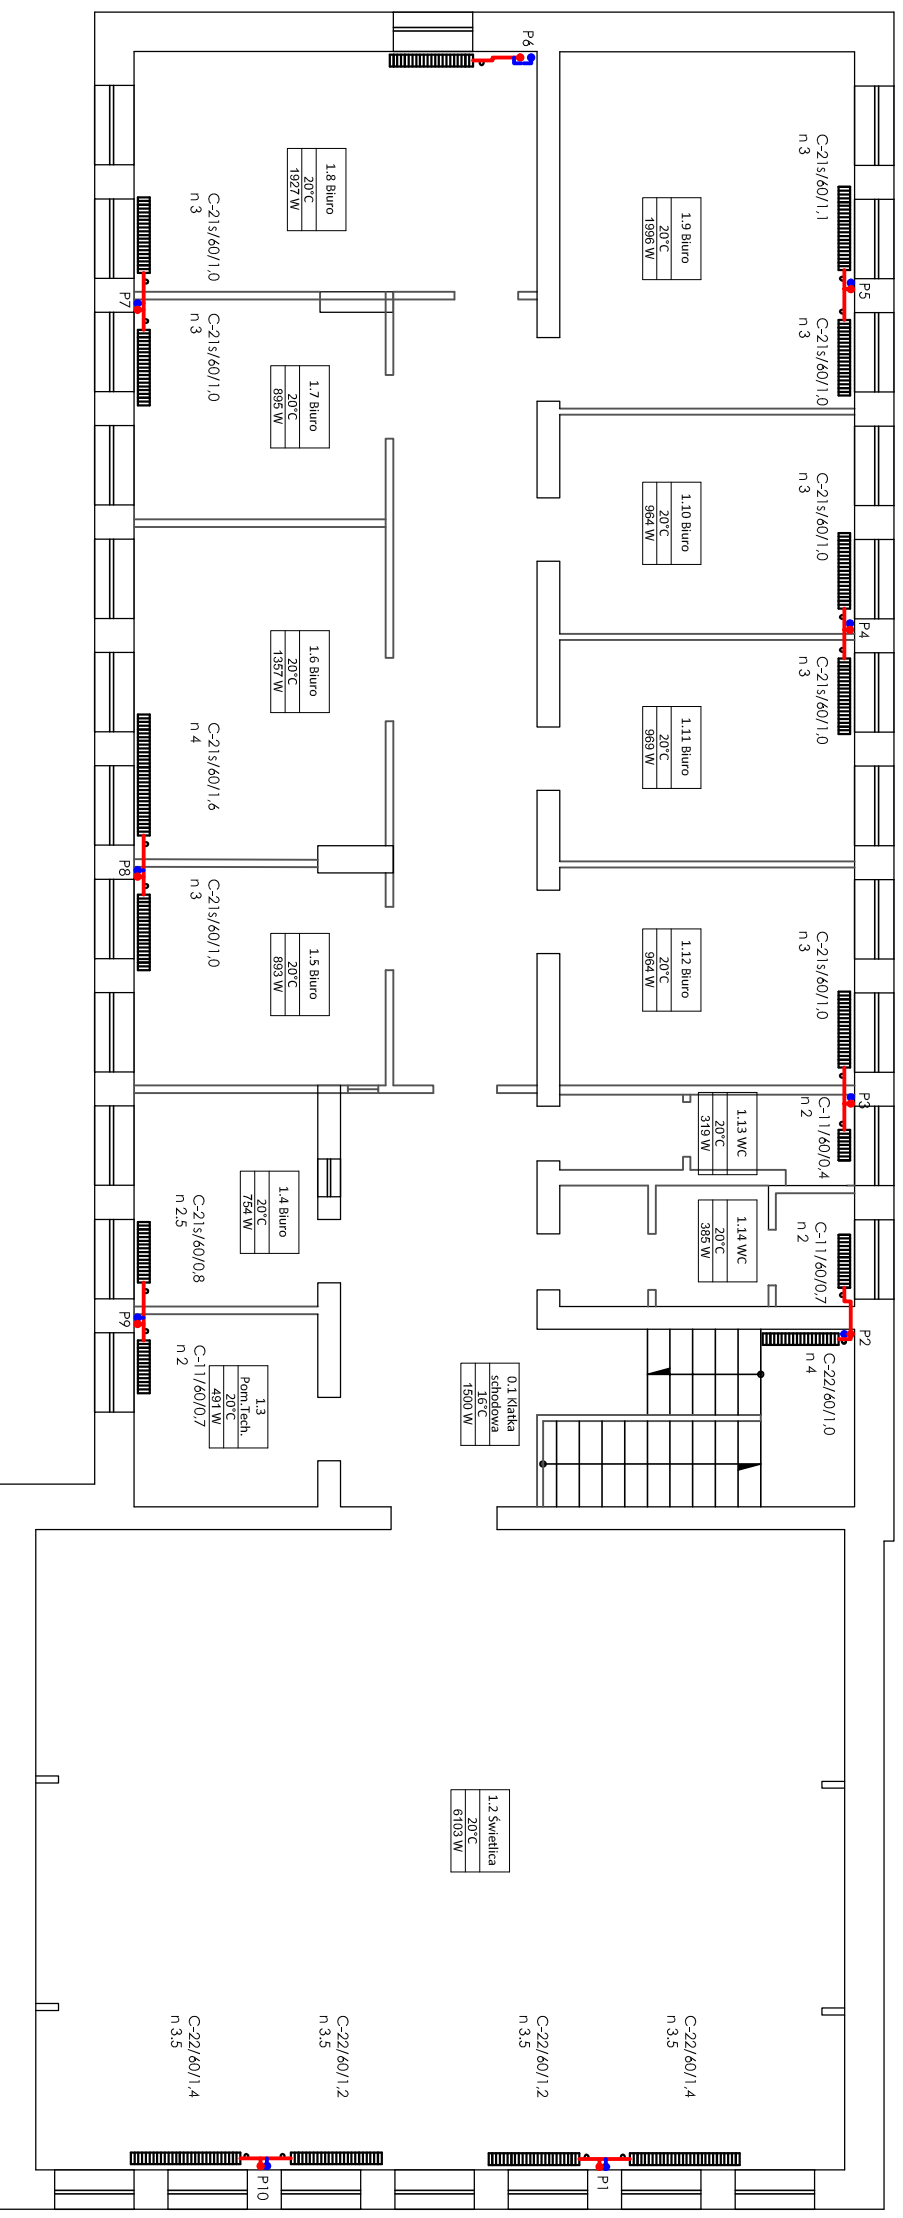 P6
C-21s/60/1,1
n 3
P5
C-21s/60/1,0
n 3
1.9 Biuro
20°C
1996 W
1.8 Biuro
20°C
1927 W
C-21s/60/1,0
n 3
P7
C-21s/60/1,0
n 3
1.7 Biuro
20°C
895 W
C-21s/60/1,0
n 3
P4
C-21s/60/1,0
n 3
1.10 Biuro
20°C
964 W
1.11 Biuro
20°C
969 W
1.6 Biuro
20°C
1357 W
C-21s/60/1,6
n 4
P8
C-21s/60/1,0
n 3
1.5 Biuro
20°C
893 W
1.12 Biuro
20°C
964 W
C-21s/60/1,0
n 3
P3
C-11/60/0,4
n 2
1.13 WC
20°C
319 W
1.14 WC
20°C
385 W
C-11/60/0,7
n 2
P2
C-22/60/1,0
n 4
1.4 Biuro
20°C
754 W
C-21s/60/0,8
n 2.5
P9
C-11/60/0,7
n 2
1.3
Pom.Tech.
20°C
491 W
0.1 Klatka
schodowa
16°C
1500 W
1.2 Świetlica
20°C
6103 W
C-22/60/1,4
n 3.5
C-22/60/1,2
n 3.5
C-22/60/1,2
n 3.5
C-22/60/1,4
n 3.5
P1
P10